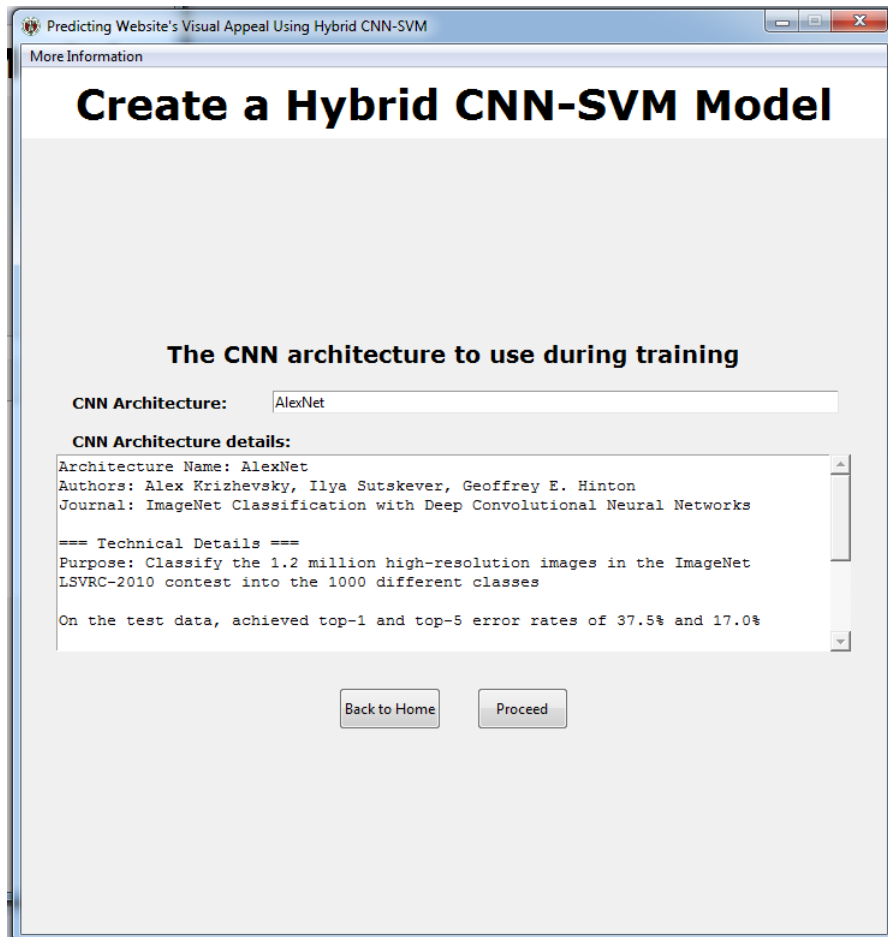 Predicting Website's Visual Appeal Using Hybrid CNN-SVM
More Information
Create a Hybrid CNN-SVM Model
The CNN architecture to use during training
CNN Architecture: AlexNet
CNN Architecture details:
Architecture Name: AlexNet
Authors: Alex Krizhevsky, Ilya Sutskever, Geoffrey E. Hinton
Journal: ImageNet Classification with Deep Convolutional Neural Networks
=== Technical Details ===
Purpose: Classify the 1.2 million high-resolution images in the ImageNet
LSVRC-2010 contest into the 1000 different classes
On the test data, achieved top-1 and top-5 error rates of 37.5% and 17.0%
Back to Home Proceed